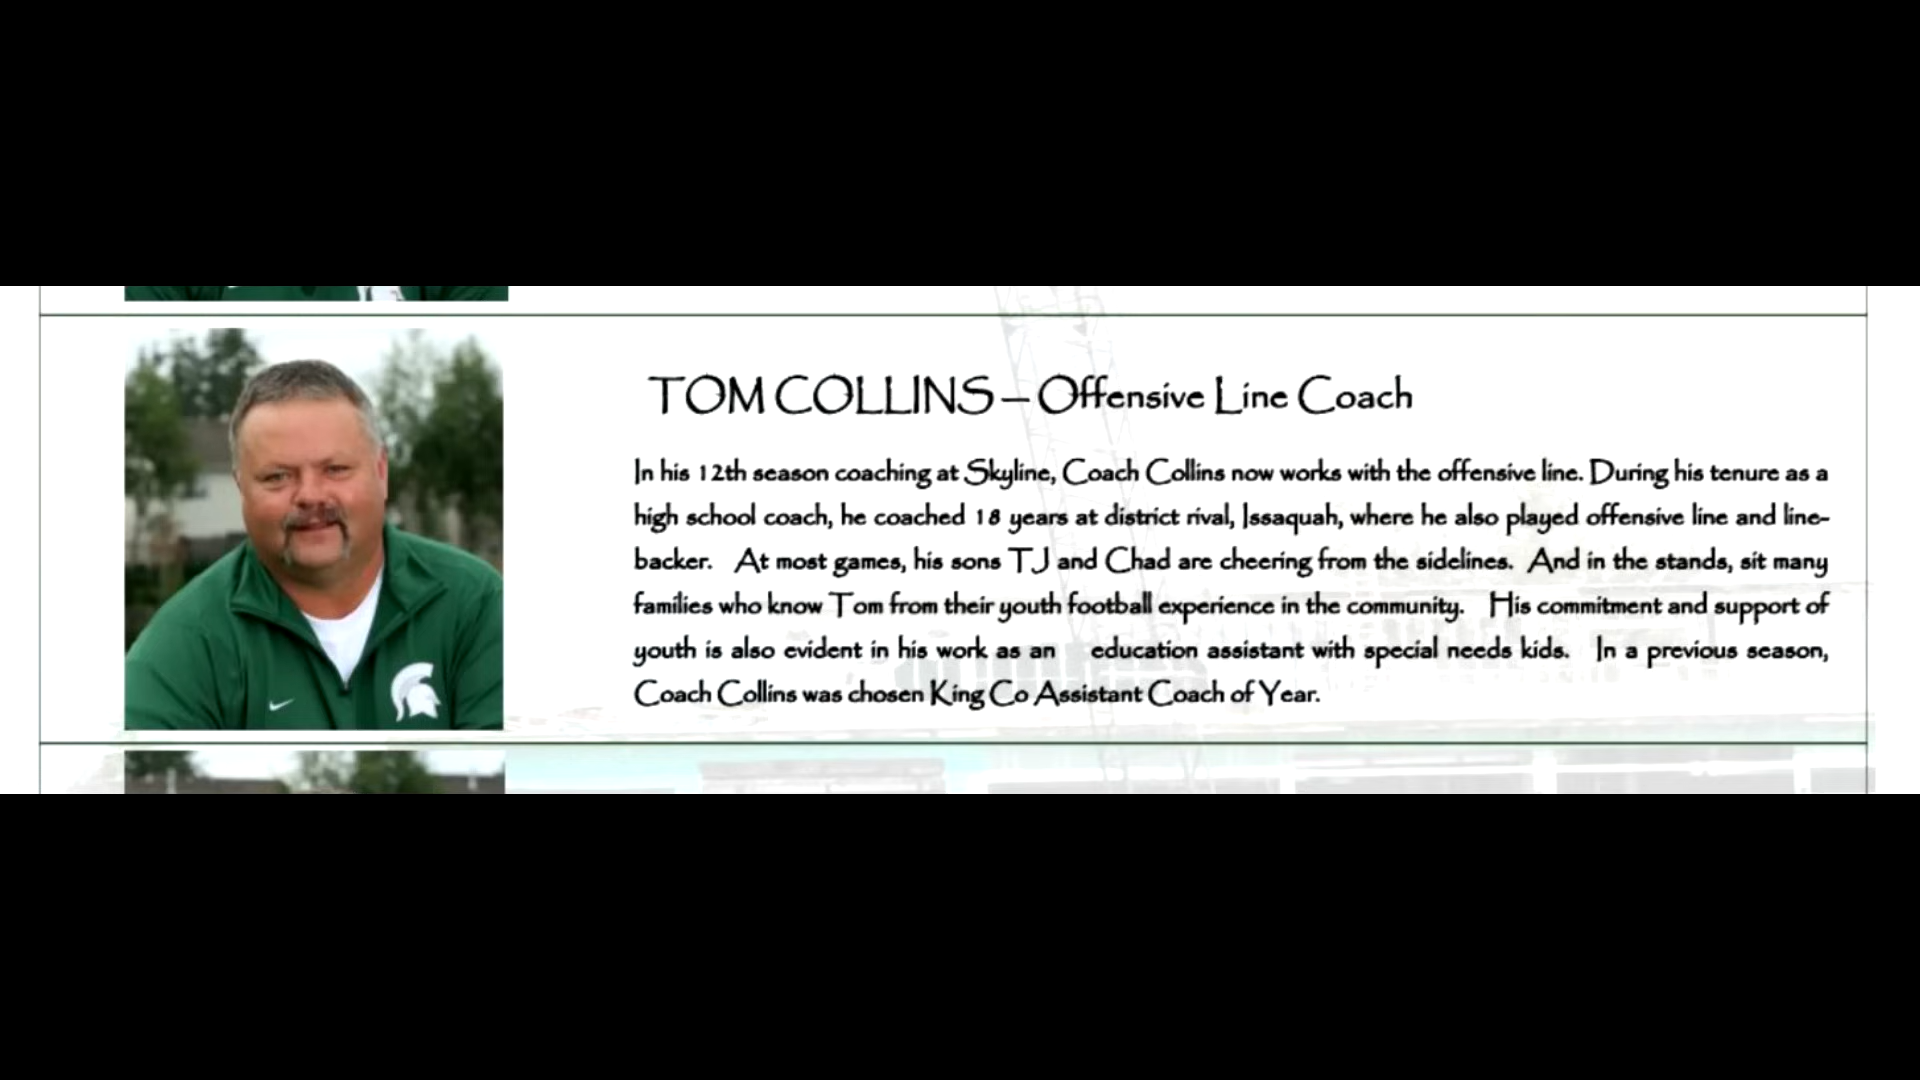 TOM COLLINS – Offensive Line Coach
In his 12th season coaching at Skyline, Coach Collins now works with the offensive line. During his tenure as a
high school coach, he coached 18 years at district rival, Issaquah, where he also played offensive line and line-
backer. At most games, his sons TJ and Chad are cheering from the sidelines. And in the stands, sit many
families who know Tom from their youth football experience in the community. His commitment and support of
youth is also evident in his work as an education assistant with special needs kids. In a previous season,
Coach Collins was chosen King Co Assistant Coach of Year.